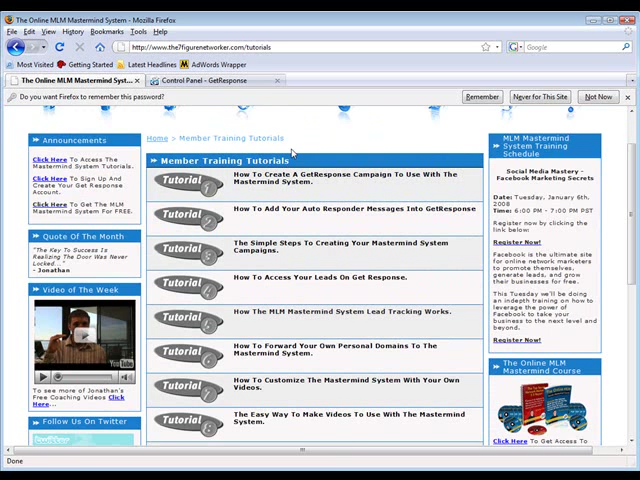 The Online MLM Mastermind System - Mozilla Firefox
File Edit View History Bookmarks Tools Help
http://www.the7figurenetworker.com/tutorials
Google
Most Visited Getting Started Latest Headlines AdWords Wrapper
The Online MLM Mastermind Syst...
Control Panel - GetResponse
Do you want Firefox to remember this password?
Remember
Never for This Site
Not Now
Announcements
Click Here To Access The
Mastermind System Tutorials.
Click Here To Sign Up And
Create Your Get Response
Account.
Click Here To Get The MLM
Mastermind System For FREE.
Quote Of The Month
"The Key To Success Is
Realizing The Door Was Never
Locked..."
- Jonathan
Video of The Week
YouTube
To see more of Jonathan's
Free Coaching Videos Click
Here...
Follow Us On Twitter
twitter
Home > Member Training Tutorials
Member Training Tutorials
Tutorial 1
How To Create A GetResponse Campaign To Use With The
Mastermind System.
Tutorial 2
How To Add Your Auto Responder Messages Into GetResponse
Tutorial 3
The Simple Steps To Creating Your Mastermind System
Campaigns.
Tutorial 4
How To Access Your Leads On Get Response.
Tutorial 5
How The MLM Mastermind System Lead Tracking Works.
Tutorial 6
How To Forward Your Own Personal Domains To The
Mastermind System.
Tutorial 7
How To Customize The Mastermind System With Your Own
Videos.
Tutorial 8
The Easy Way To Make Videos To Use With The Mastermind
System.
MLM Mastermind
System Training
Schedule
Social Media Mastery -
Facebook Marketing Secrets
Date: Tuesday, January 6th,
2008
Time: 6:00 PM - 7:00 PM PST
Register now by clicking the
link below:
Register Now!
Facebook is the ultimate site
for online network marketers
to promote themselves,
generate leads, and grow
their businesses for free.
This Tuesday we'll be doing
an indepth training on how to
leverage the power of
Facebook to take your
business to the next level and
beyond.
Register Now!
The Online MLM
Mastermind Course
Click Here To Get Access To
Done